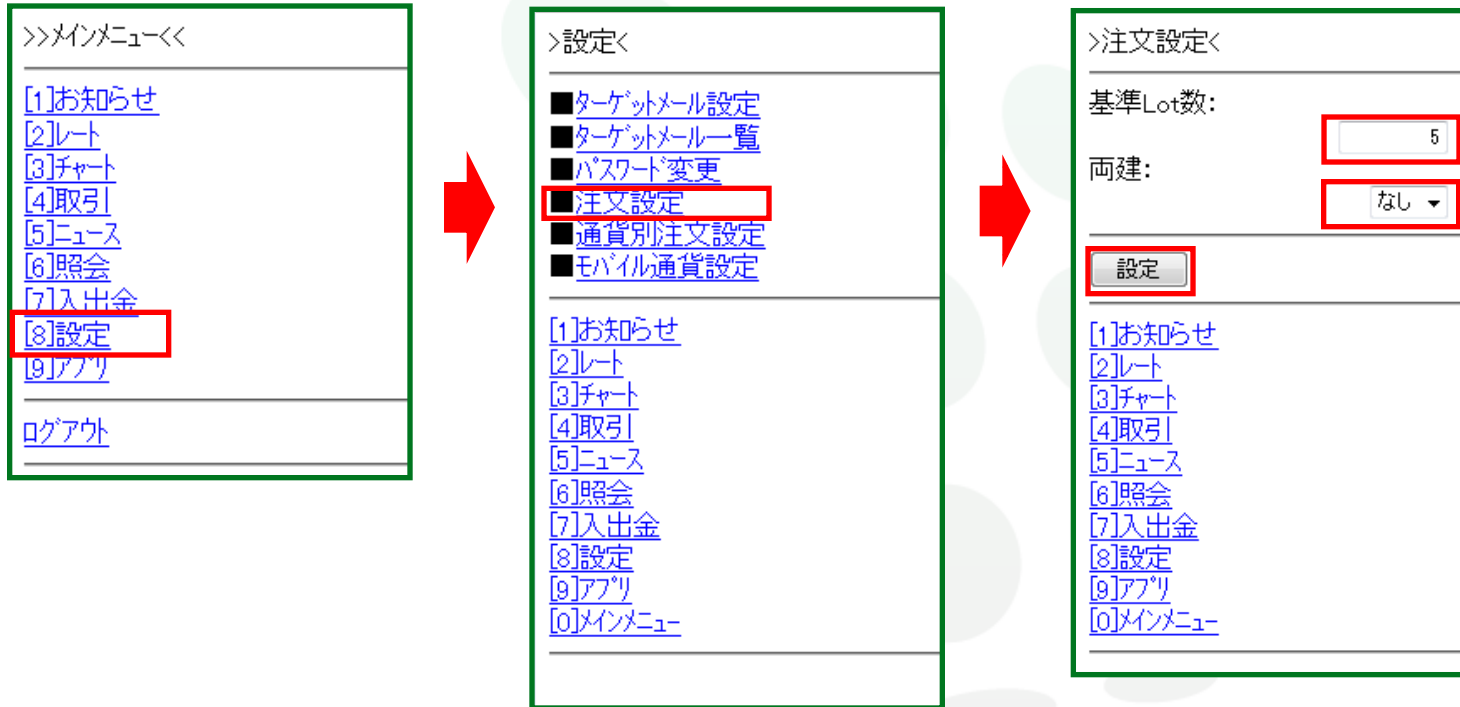 >>メインメニュー<<
[1]お知らせ
[2]レート
[3]チャート
[4]取引
[5]ニュース
[6]照会
[7]入出金
[8]設定
[9]アプリ
ログアウト
>設定<
■ターゲットメール設定
■ターゲットメール一覧
■パスワード変更
■注文設定
■通貨別注文設定
■モバイル通貨設定
[1]お知らせ
[2]レート
[3]チャート
[4]取引
[5]ニュース
[6]照会
[7]入出金
[8]設定
[9]アプリ
[0]メインメニュー
>注文設定<
基準Lot数:
5
両建:
なし
設定
[1]お知らせ
[2]レート
[3]チャート
[4]取引
[5]ニュース
[6]照会
[7]入出金
[8]設定
[9]アプリ
[0]メインメニュー